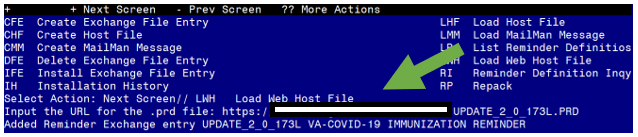 + + Next Screen - Prev Screen ?? More Actions
CFE Create Exchange File Entry LHF Load Host File
CHF Create Host File LMM Load MailMan Message
CMM Create MailMan Message List Reminder Definitio
DFE Delete Exchange File Entry Load Web Host File
IFE Install Exchange File Entry RI Reminder Definition Inqy
IH Installation History RP Repack
Select Action: Next Screen// LWH Load Web Host File
Input the URL for the .prd file: https:/ UPDATE_2_0_173L.PRD
Added Reminder Exchange entry UPDATE_2_0_173L VA-COVID-19 IMMUNIZATION REMINDER